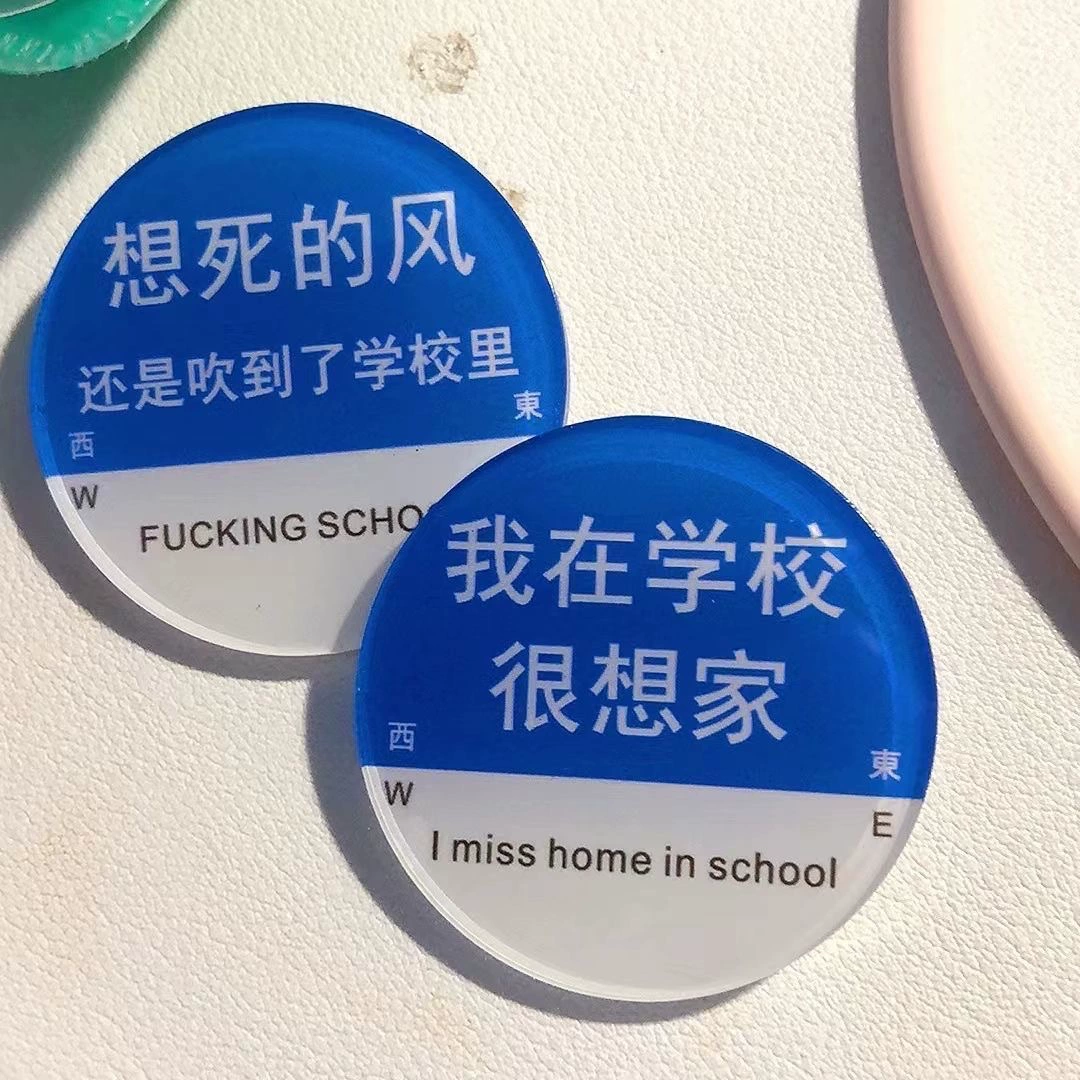 想死的风
还是吹到了学校里
西 東
W
FUCKING
我在学校
很想家
西 東
W E
I miss home in school